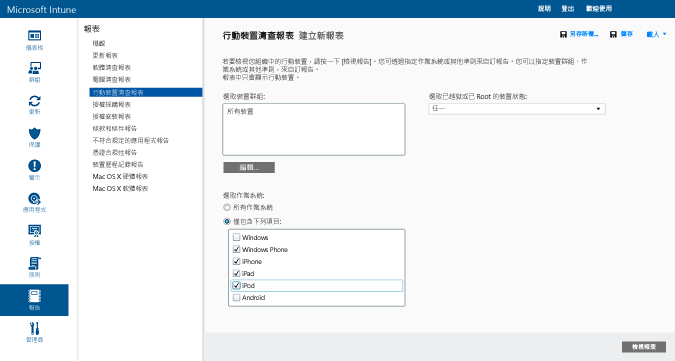 Microsoft Intune
說明 登出 歡迎使用
儀表板
群組
更新
保護
警示
應用程式
授權
原則
報告
管理員
報表
概觀
更新報表
軟體清查報表
電腦清查報表
行動裝置清查報表
授權採購報表
授權安裝報表
條款和條件報告
不符合規定的應用程式報告
憑證合規性報告
裝置歷程記錄報告
Mac OS X 硬體報表
Mac OS X 軟體報表
行動裝置清查報表 建立新報表
另存新檔... 儲存 載入
若要檢視您組織中的行動裝置，請按一下 [檢視報告]。您可透過指定作業系統或其他準則來自訂報告。您可以指定裝置群組、作
業系統或其他準則，來自訂報告。
報表中只會顯示行動裝置。
選取裝置群組:
所有裝置
編輯...
選取已越獄或已 Root 的裝置狀態:
任一
選取作業系統:
所有作業系統
僅包含下列項目:
Windows
Windows Phone
iPhone
iPad
iPod
Android
檢視報表